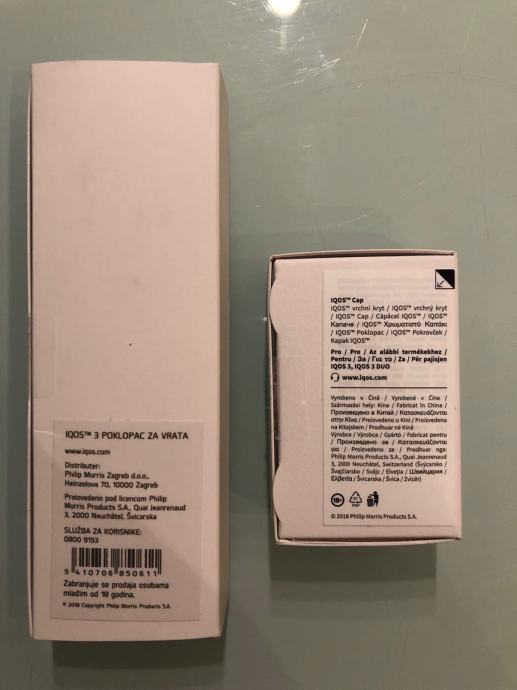 IQOS™ 3 POKLOPAC ZA VRATA
www.iqos.com
Distributer:
Philip Morris Zagreb d.o.o.,
Heinzelova 70, 10000 Zagreb
Proizvedeno pod licencom Philip
Morris Products S.A., Quai Jeanrenaud
3, 2000 Neuchâtel, Švicarska
SLUŽBA ZA KORISNIKE:
0800 9153
5 410706 850611
Zabranjuje se prodaja osobama
mlađim od 18 godina.
© 2018 Copyright Philip Morris Products S.A.
IQOS™ Cap
IQOS™ vrchní kryt / IQOS™ vrchný kryt
/ IQOS™ Cap / Căpăcel IQOS™ / IQOS™
Капаче / IQOS™ Χρωματιστό Καπάκι
/ IQOS™ Poklopac / IQOS™ Pokrovček /
Kapak IQOS™
Pro / Pre / Az alábbi termékekhez /
Pentru / За / Για το / Za / Për pajisjen
IQOS 3, IQOS 3 DUO
www.iqos.com
Vyrobeno v Číně / Vyrobené v Číne /
Származási hely: Kína / Fabricat în China /
Произведено в Китай / Κατασκευάζονται
στην Κίνα / Proizvedeno u Kini / Proizvedeno
na Kitajskem / Prodhuar në Kinë
Výrobce / Výrobca / Gyártó / Fabricat pentru
/ Произведено за / Κατασκευάζονται
για / Proizvedeno za / Prodhuar nga:
Philip Morris Products S.A., Quai Jeanrenaud
3, 2000 Neuchâtel, Switzerland (Švýcarsko /
Švajčiarsko / Svájc / Elveția / Швейцария /
Ελβετία / Švicarska / Švica / Zvicër)
18+
PAP
© 2018 Philip Morris Products S.A.